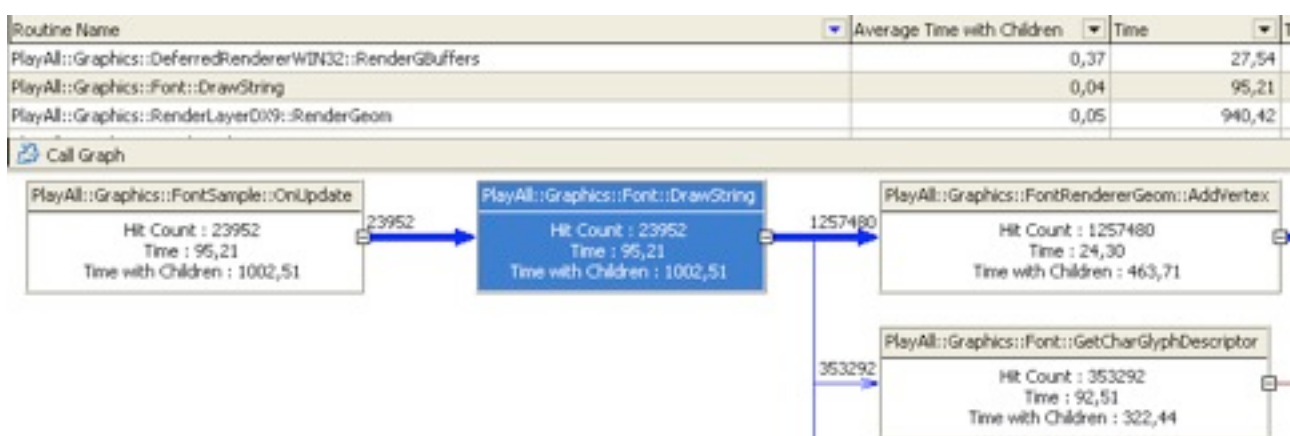 Routine Name Average Time with Children Time
PlayAll::Graphics::DeferredRendererWIN32::RenderGBuffers 0,37 27,54
PlayAll::Graphics::Font::DrawString 0,04 95,21
PlayAll::Graphics::RenderLayerDX9::RenderGeom 0,05 940,42
Call Graph
PlayAll::Graphics::FontSample::OnUpdate
Hit Count : 23952
Time : 95,21
Time with Children : 1002,51
23952
PlayAll::Graphics::Font::DrawString
Hit Count : 23952
Time : 95,21
Time with Children : 1002,51
1257480
PlayAll::Graphics::FontRendererGeom::AddVertex
Hit Count : 1257480
Time : 24,30
Time with Children : 463,71
353292
PlayAll::Graphics::Font::GetCharGlyphDescriptor
Hit Count : 353292
Time : 92,51
Time with Children : 322,44